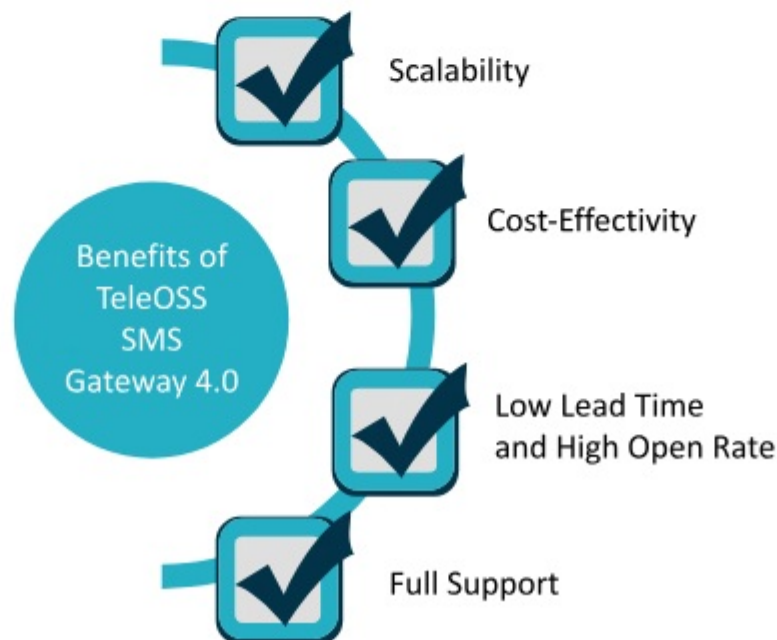 Benefits of
TeleOSS
SMS
Gateway 4.0
Scalability
Cost-Effectivity
Low Lead Time
and High Open Rate
Full Support